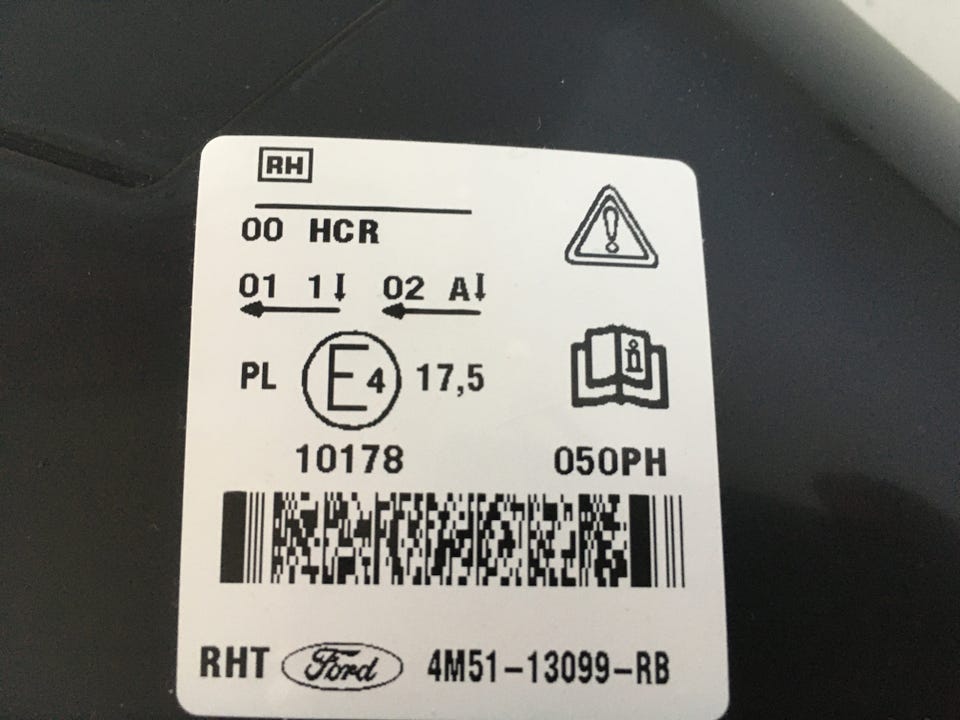 RH
00 HCR
01 1 02 A
PL E4 17,5
10178 050PH
RHT Ford 4M51-13099-RB